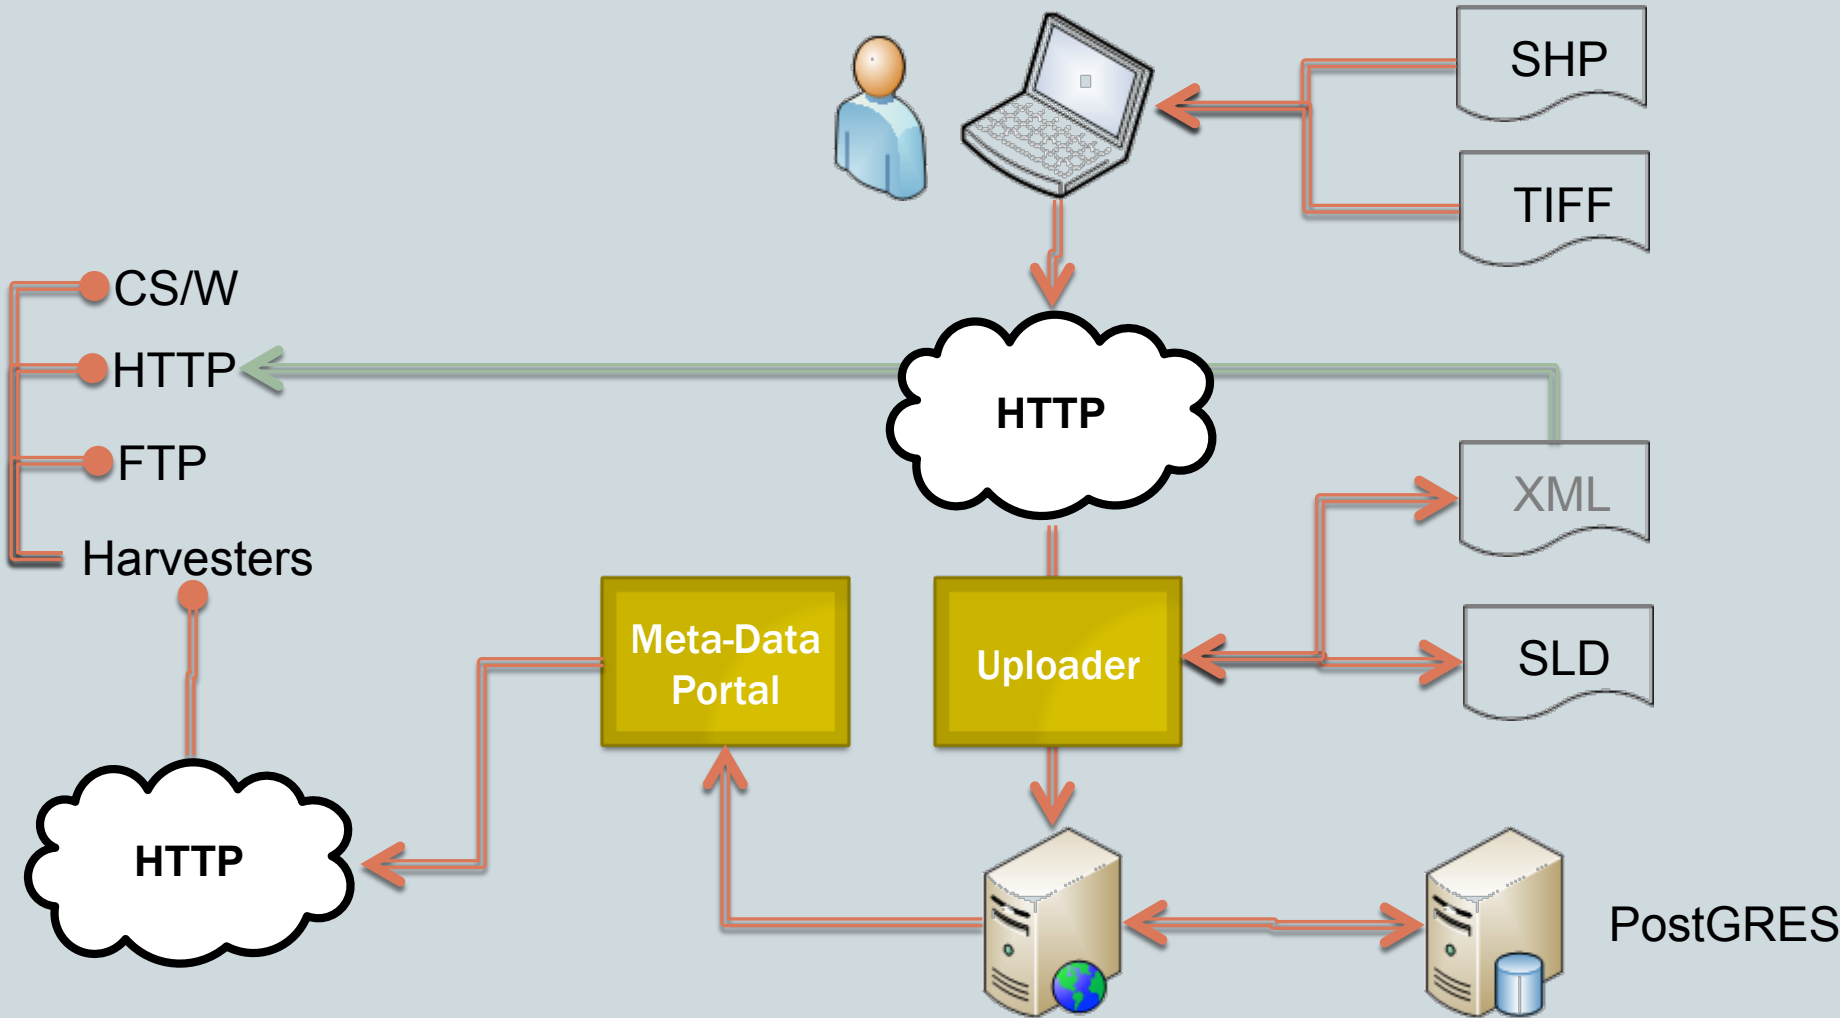 SHP
TIFF
CS/W
HTTP
HTTP
FTP
XML
Harvesters
Meta-Data
Portal
Uploader
SLD
HTTP
PostGRES